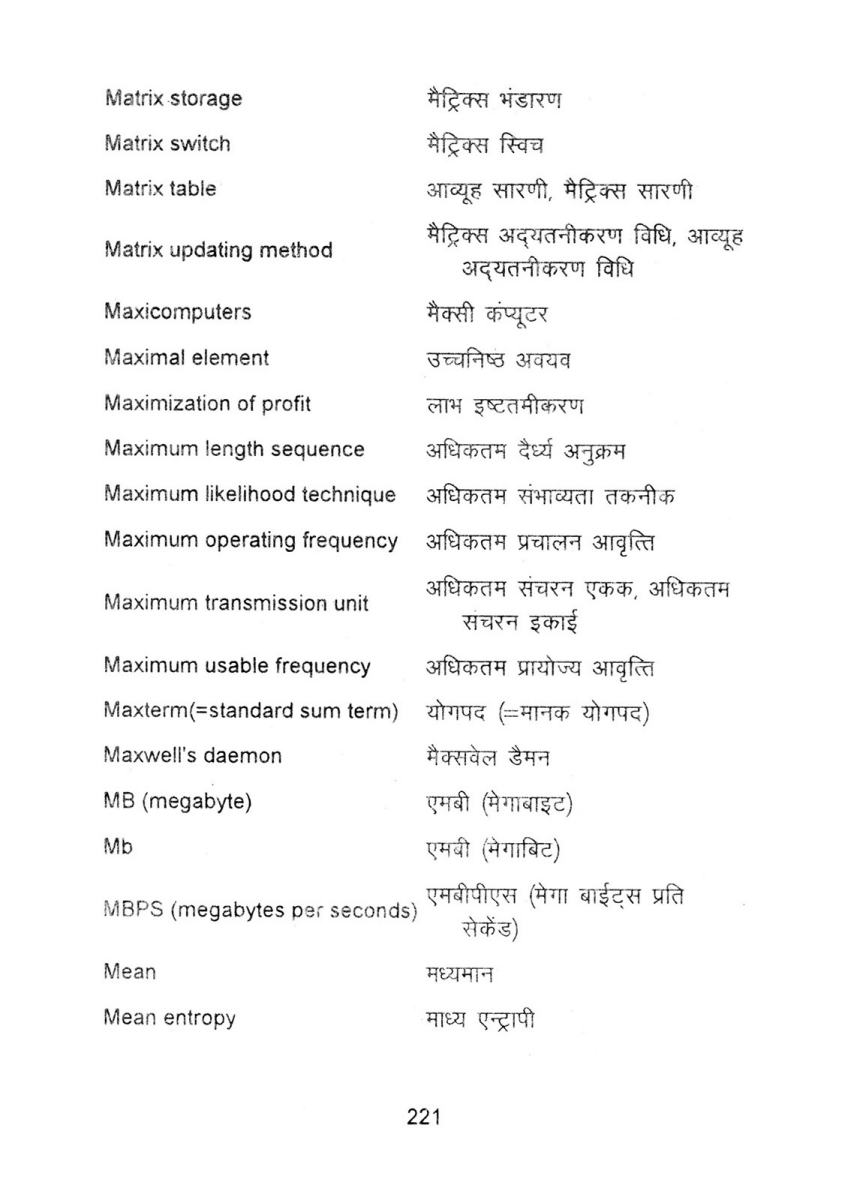 Matrix storage मैट्रिक्स भंडारण
Matrix switch मैट्रिक्स स्विच
Matrix table आव्यूह सारणी, मैट्रिक्स सारणी
Matrix updating method मैट्रिक्स अद्यतनीकरण विधि, आव्यूह
अद्यतनीकरण विधि
Maxicomputers मैक्सी कंप्यूटर
Maximal element उच्चनिष्ठ अवयव
Maximization of profit लाभ इष्टतमीकरण
Maximum length sequence अधिकतम दैर्ध्य अनुक्रम
Maximum likelihood technique अधिकतम संभाव्यता तकनीक
Maximum operating frequency अधिकतम प्रचालन आवृत्ति
Maximum transmission unit अधिकतम संचरन एकक, अधिकतम
संचरन इकाई
Maximum usable frequency अधिकतम प्रायोज्य आवृत्ति
Maxterm(=standard sum term) योगपद (=मानक योगपद)
Maxwell's daemon मैक्सवेल डैमन
MB (megabyte) एमबी (मेगाबाइट)
Mb एमबी (मेगाबिट)
MBPS (megabytes per seconds) एमबीपीएस (मेगा बाईट्स प्रति
सेकेंड)
Mean मध्यमान
Mean entropy माध्य एन्ट्रापी
221